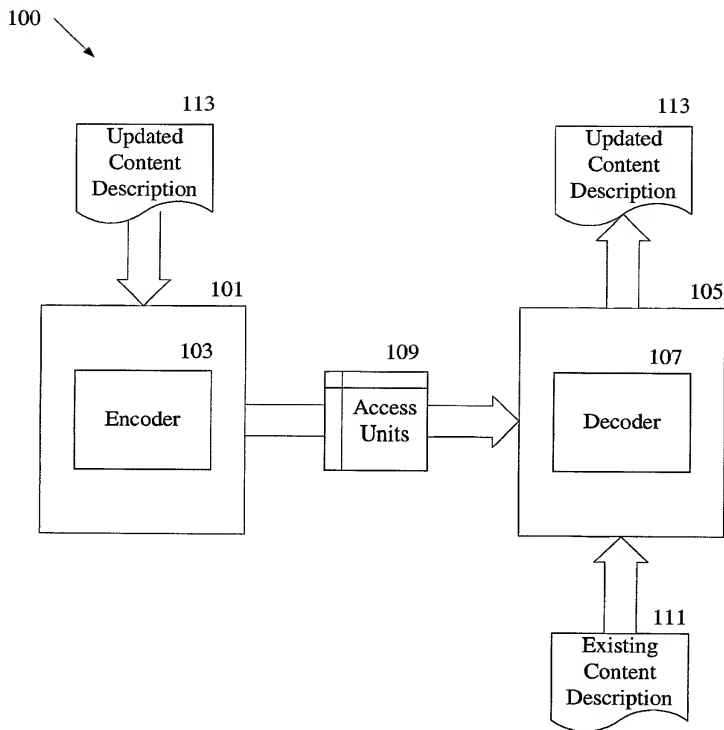 100
113
Updated
Content
Description
113
Updated
Content
Description
101
105
103
Encoder
109
Access
Units
107
Decoder
111
Existing
Content
Description